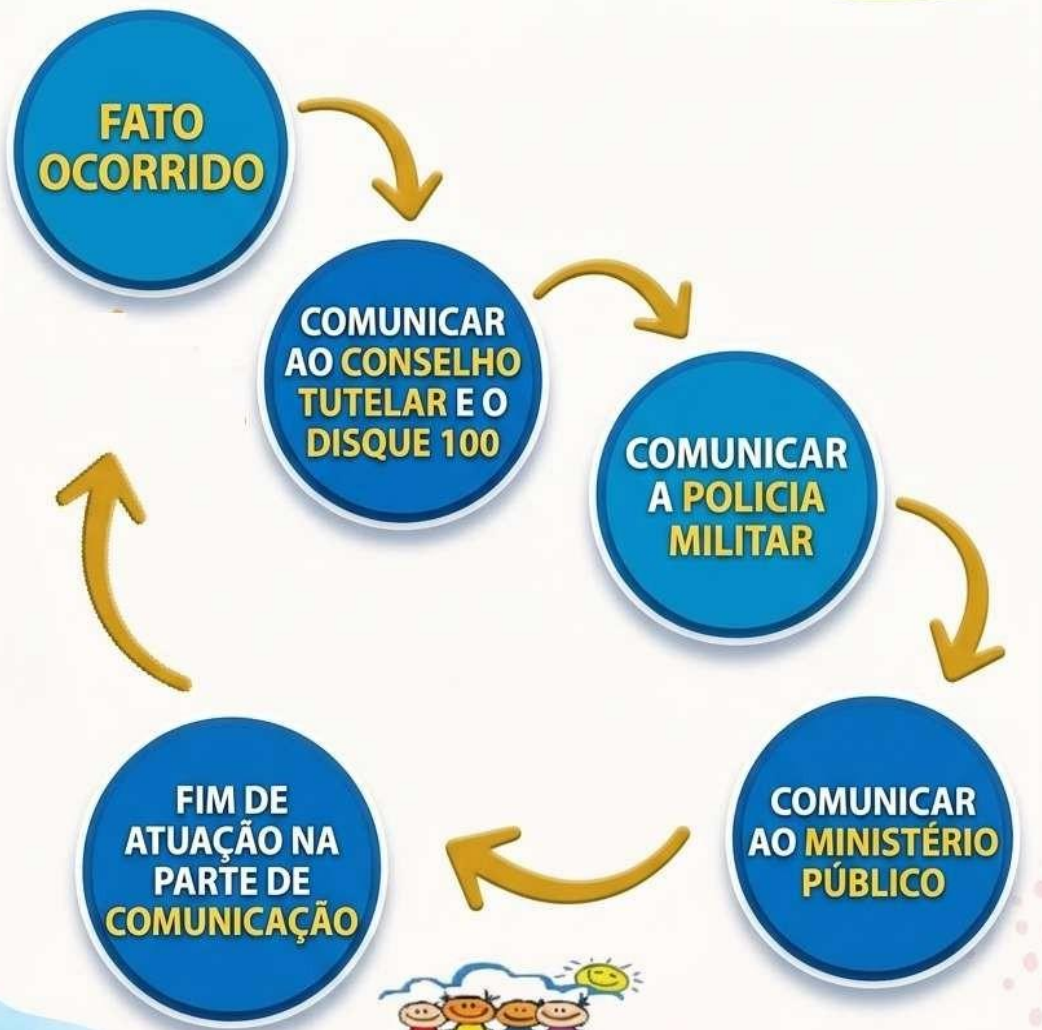 FATO
OCORRIDO
COMUNICAR
AO CONSELHO
TUTELAR E O
DISQUE 100
COMUNICAR
A POLICIA
MILITAR
COMUNICAR
AO MINISTÉRIO
PÚBLICO
FIM DE
ATUAÇÃO NA
PARTE DE
COMUNICAÇÃO